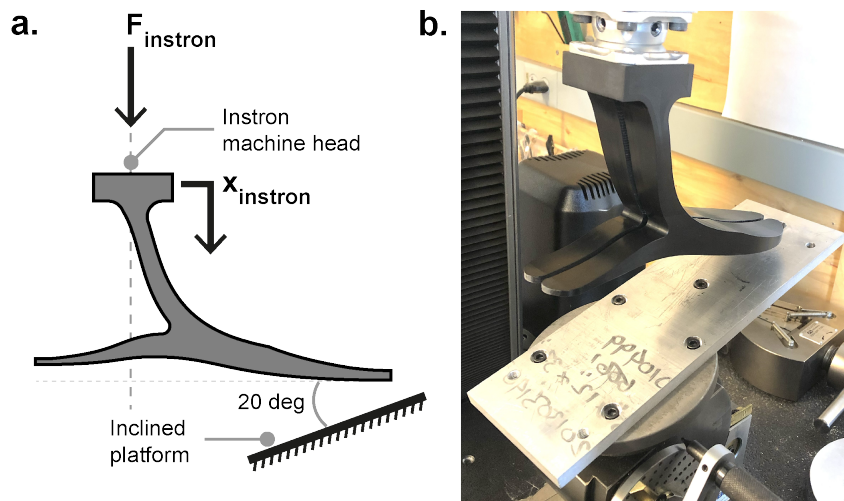 a.
F instron
Instron
machine head
x instron
20 deg
Inclined
platform
b.